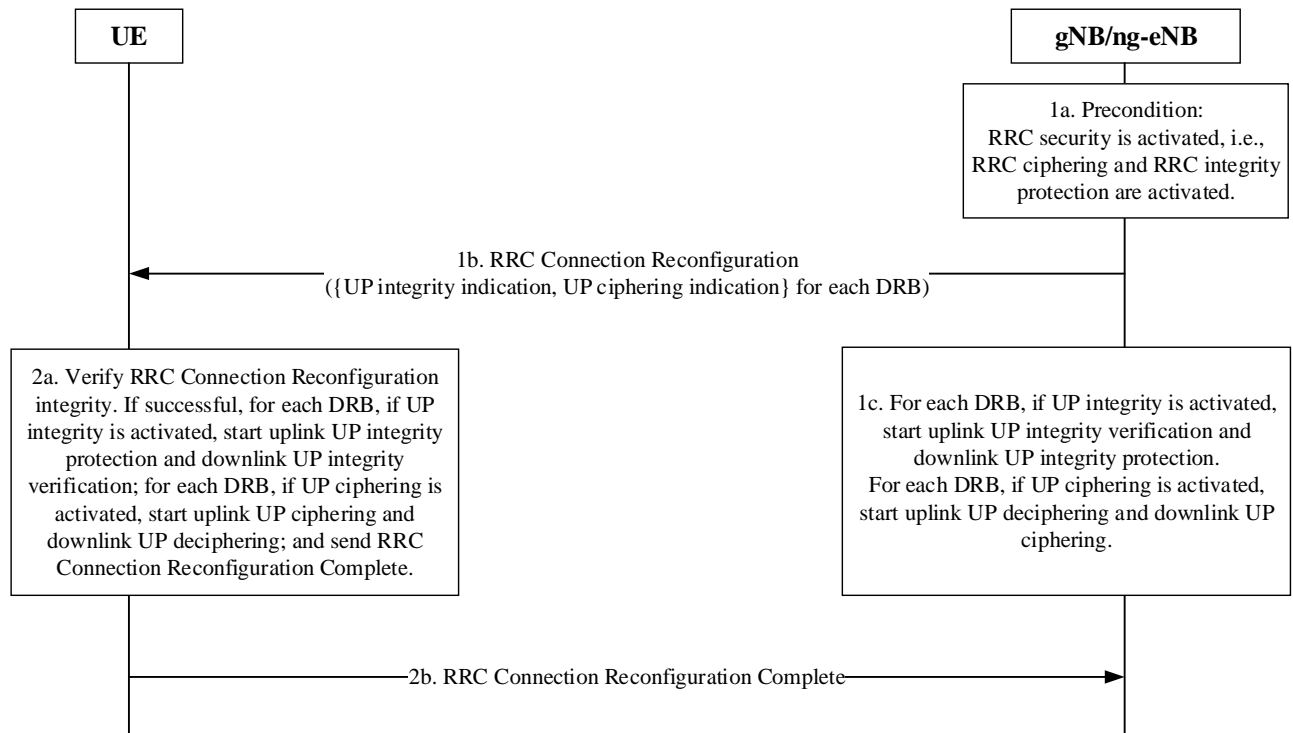 UE
gNB/ng-eNB
1a. Precondition:
RRC security is activated, i.e.,
RRC ciphering and RRC integrity
protection are activated.
1b. RRC Connection Reconfiguration
({UP integrity indication, UP ciphering indication} for each DRB)
2a. Verify RRC Connection Reconfiguration
integrity. If successful, for each DRB, if UP
integrity is activated, start uplink UP integrity
protection and downlink UP integrity
verification; for each DRB, if UP ciphering is
activated, start uplink UP ciphering and
downlink UP deciphering; and send RRC
Connection Reconfiguration Complete.
1c. For each DRB, if UP integrity is activated,
start uplink UP integrity verification and
downlink UP integrity protection.
For each DRB, if UP ciphering is activated,
start uplink UP deciphering and downlink UP
ciphering.
2b. RRC Connection Reconfiguration Complete